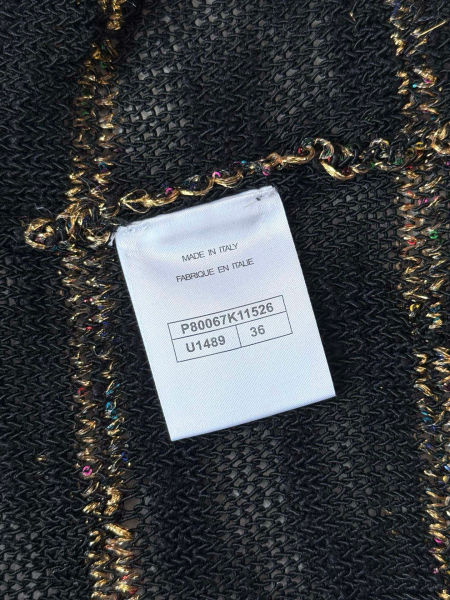 MADE IN ITALY
FABRIQUE EN ITALIE
P80067K11526
U1489 36